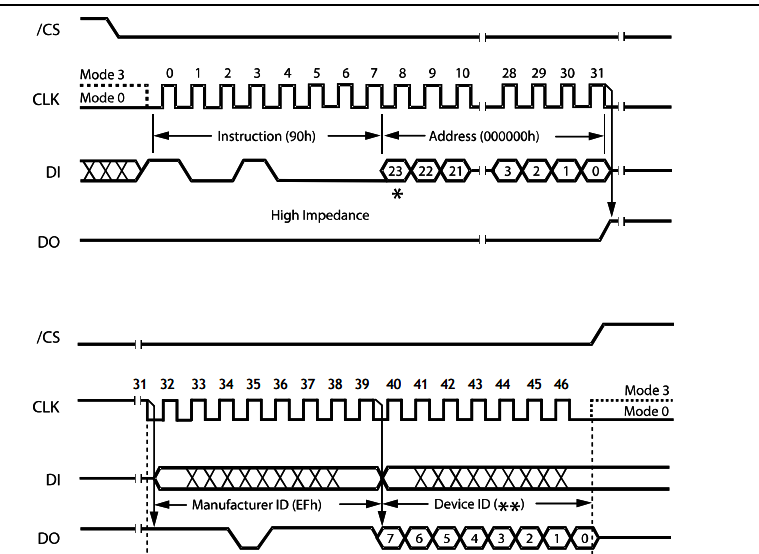 /CS
Mode 3 0 1 2 3 4 5 6 7 8 9 10 28 29 30 31
CLK Mode 0
Instruction (90h) Address (000000h)
DI 23 22 21 3 2 1 0
*
High Impedance
DO
/CS
31 32 33 34 35 36 37 38 39 40 41 42 43 44 45 46 Mode 3
CLK Mode 0
DI
Manufacturer ID (EFh) Device ID (**)
DO 7 6 5 4 3 2 1 0